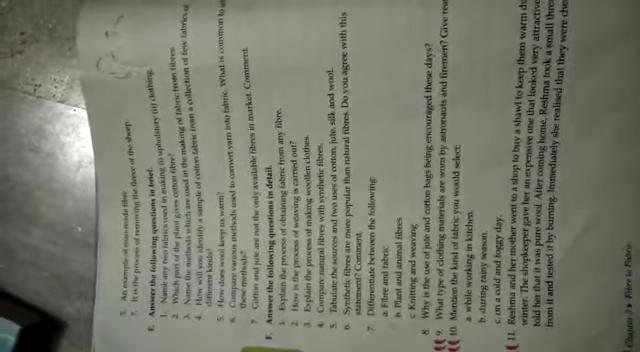 5. An example of man-made fibre.
7. It is the process of removing the fleece of the sheep.
E. Answer the following questions in brief.
1. Name any two fabrics used in making (i) upholstery (ii) clothing.
2. Which part of the plant gives cotton fibre?
3. Name the methods which are used in the making of fabric from fibres.
4. How will you identify a sample of cotton fabric from a collection of few fabrics of
different kinds?
5. How does wool keep us warm?
6. Compare various methods used to convert yarn into fabric. What is common to
these methods?
7. Cotton and jute are not the only available fibres in market. Comment.
F. Answer the following questions in detail.
1. Explain the process of obtaining fabric from any fibre.
2. How is the process of weaving is carried out?
3. Explain the process of making woollen clothes.
4. Compare natural fibres with synthetic fibres.
5. Tabulate the sources and two uses of cotton, jute, silk and wool.
6. Synthetic fibres are more popular than natural fibres. Do you agree with this
statement? Comment.
7. Differentiate between the following:
a. Fibre and fabric
b. Plant and animal fibres
c. Knitting and weaving
8. Why is the use of jute and cotton bags being encouraged these days?
9. What type of clothing materials are worn by astronauts and firemen? Give
10. Mention the kind of fabric you would select:
a. while working in kitchen.
b. during rainy season.
c. on a cold and foggy day.
11. Reshma and her mother went to a shop to buy a shawl to keep them warm
winter. The shopkeeper gave her an expensive one that looked very attractive
told her that it was pure wool. After coming home, Reshma took a small
from it and tested it by burning. Immediately she realised that they were
Chapter 3 Fibre to Fabric